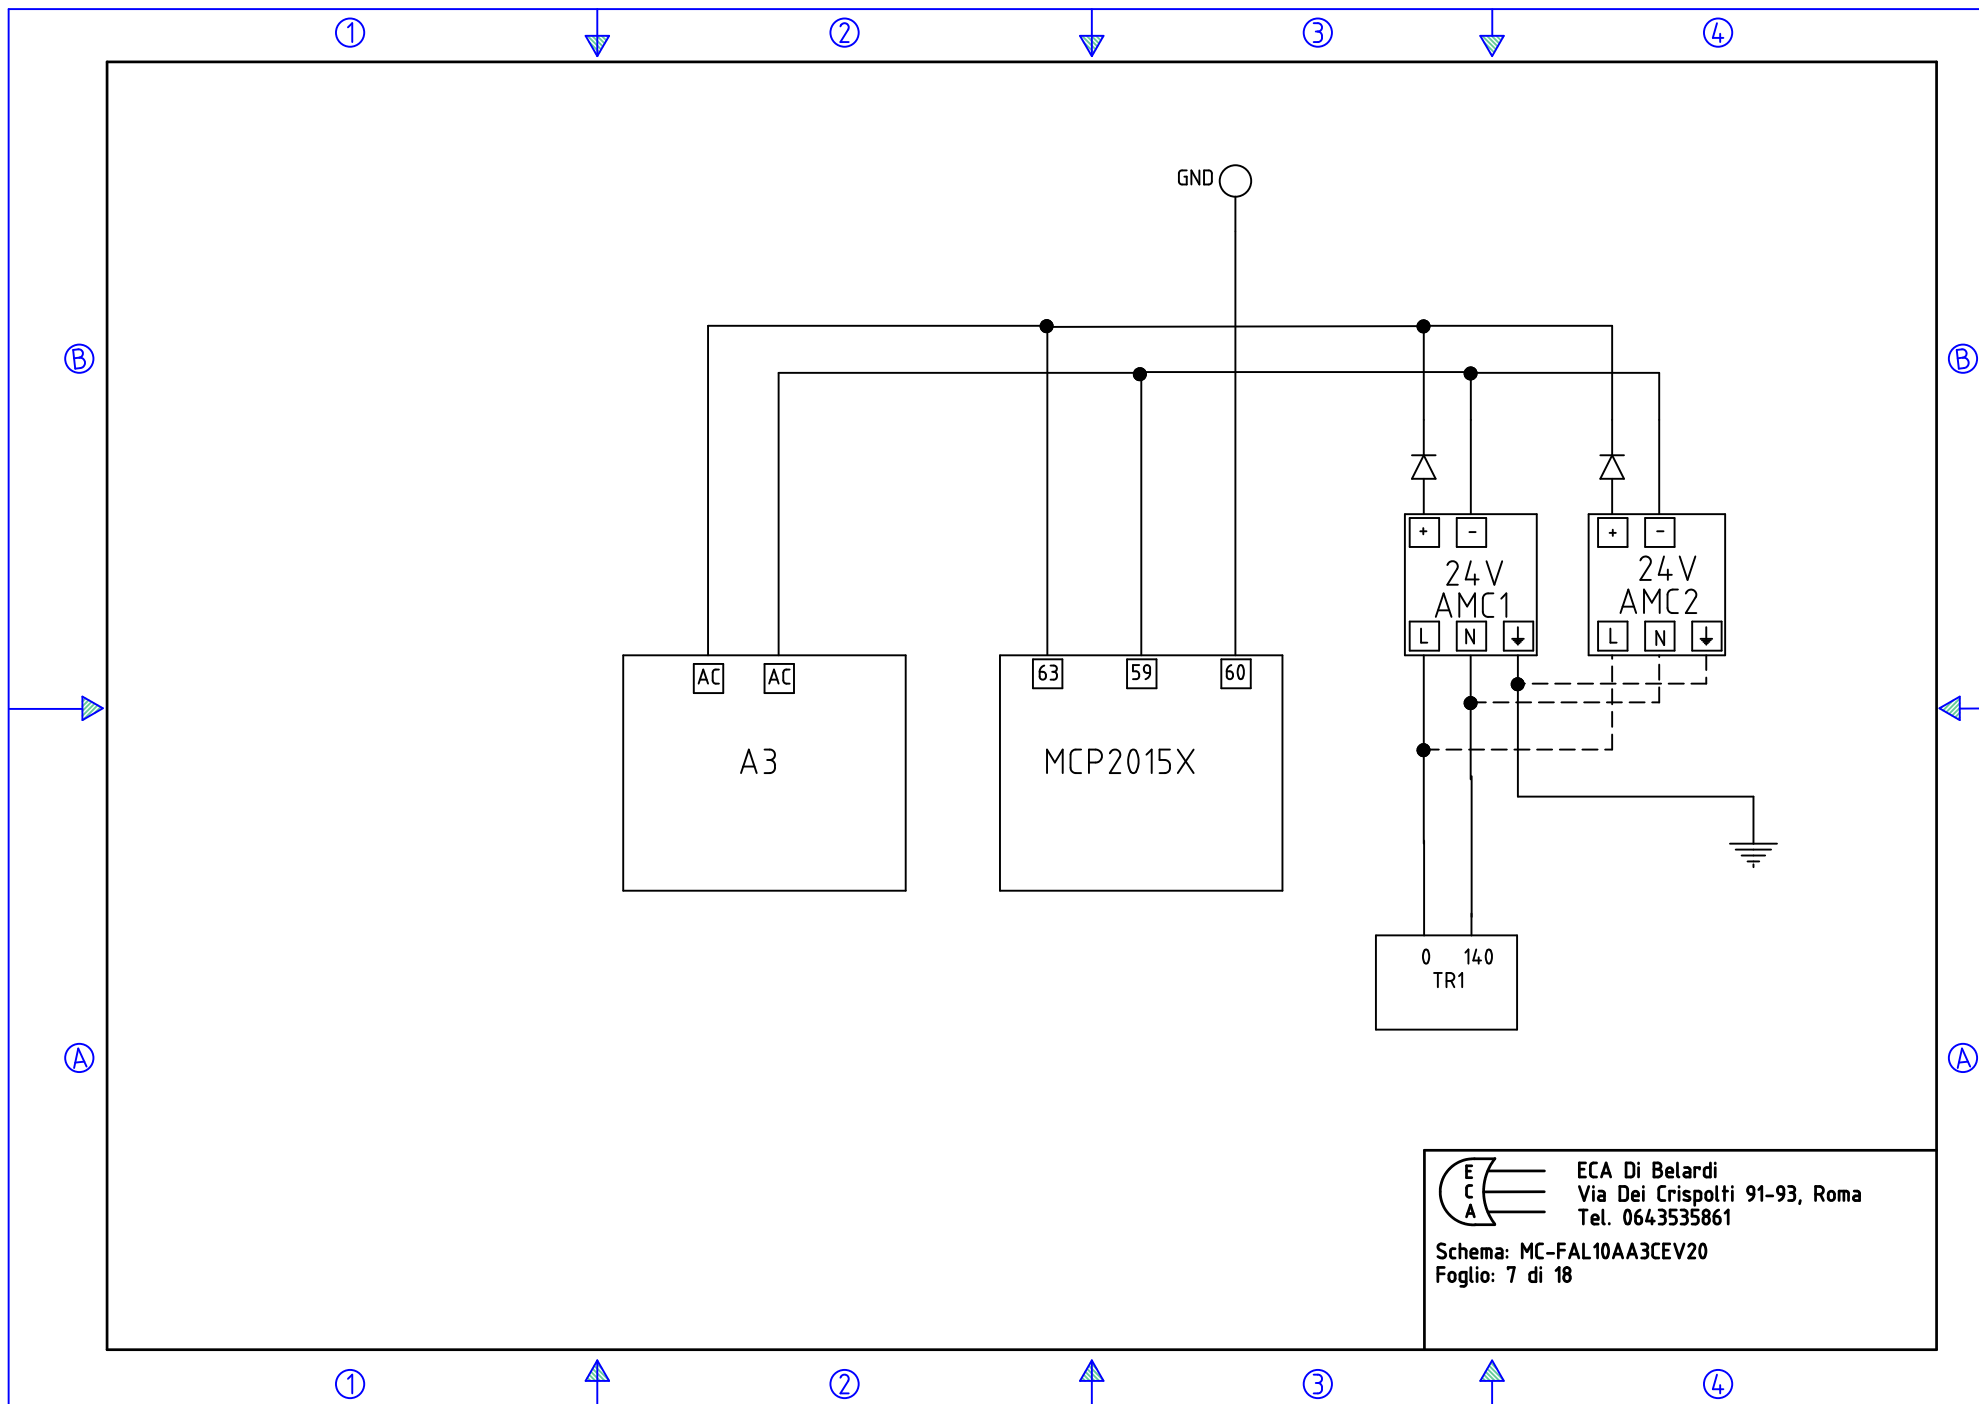 1 2 3 4
GND
B B
+ - + -
24V 24V
AMC1 AMC2
L N L N
AC AC 63 59 60
A3 MCP2015X
0 140
TR1
A A
E
C
A
ECA Di Belardi
Via Dei Crispolti 91-93, Roma
Tel. 0643535861
Schema: MC-FAL10AA3CEV20
Foglio: 7 di 18
1 2 3 4